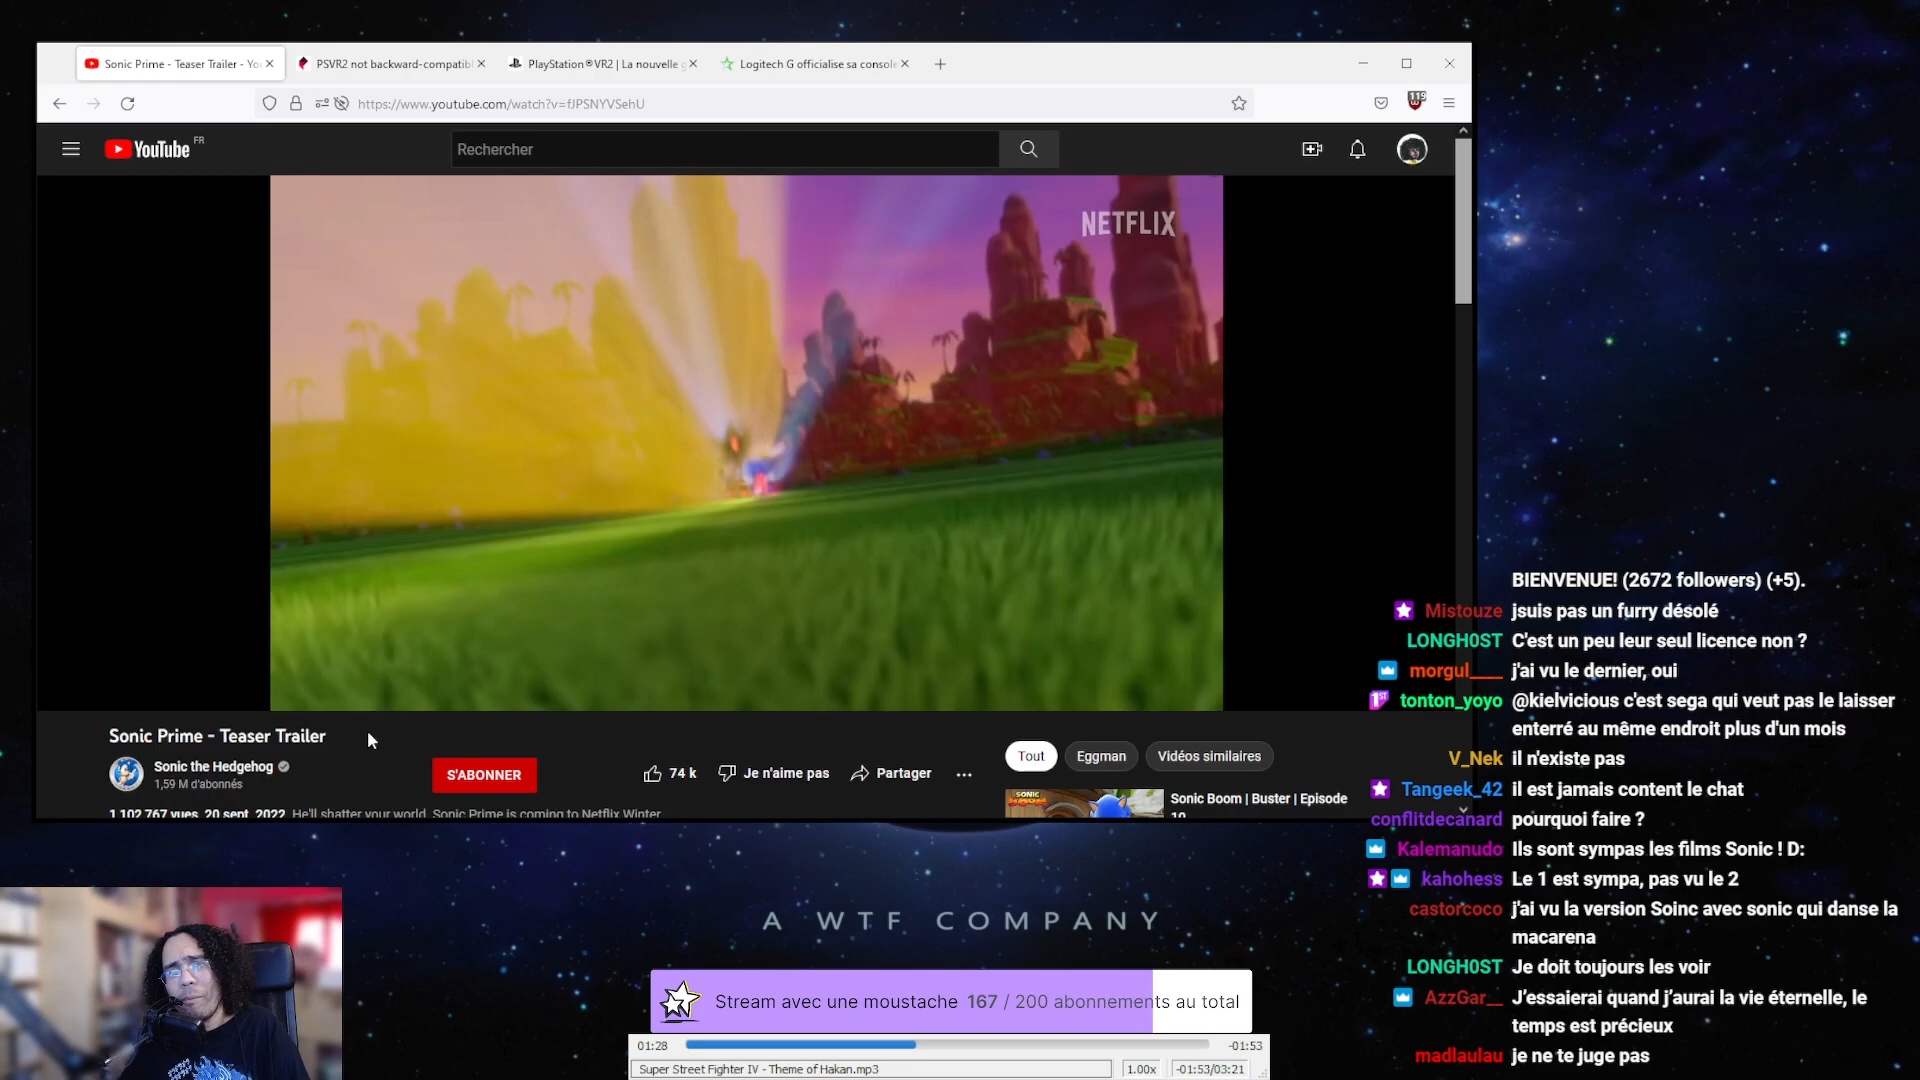 Sonic Prime - Teaser Trailer - Yo
PSVR2 not backward-compatibl
PlayStation®VR2 | La nouvelle g
Logitech G officialise sa console
https://www.youtube.com/watch?v=fJPSNYVSehU
119
YouTube FR
Rechercher
NETFLIX
Sonic Prime - Teaser Trailer
Sonic the Hedgehog
1,59 M d'abonnés
S'ABONNER
74 k
Je n'aime pas
Partager
1 102 767 vues 20 sept. 2022 He'll shatter your world. Sonic Prime is coming to Netflix Winter
Tout
Eggman
Vidéos similaires
SONIC
Sonic Boom | Buster | Episode
10
BIENVENUE! (2672 followers) (+5).
Mistouze jsuis pas un furry désolé
LONGH0ST C'est un peu leur seul licence non ?
morgul____ j'ai vu le dernier, oui
1ST tonton_yoyo @kielvicious c'est sega qui veut pas le laisser
enterré au même endroit plus d'un mois
V_Nek il n'existe pas
Tangeek_42 il est jamais content le chat
conflitdecanard pourquoi faire ?
Kalemanudo Ils sont sympas les films Sonic ! D:
kahohess Le 1 est sympa, pas vu le 2
castorcoco j'ai vu la version Soinc avec sonic qui danse la
macarena
LONGH0ST Je doit toujours les voir
AzzGar__ J'essaierai quand j'aurai la vie éternelle, le
temps est précieux
madlaulau je ne te juge pas
A WTF COMPANY
Stream avec une moustache 167 / 200 abonnements au total
01:28
-01:53
Super Street Fighter IV - Theme of Hakan.mp3
1.00x
-01:53/03:21